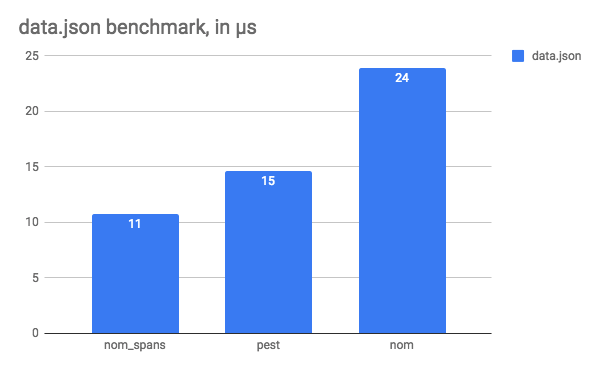 data.json benchmark, in µs
data.json
25
20
15
10
5
0
11
15
24
nom_spans
pest
nom